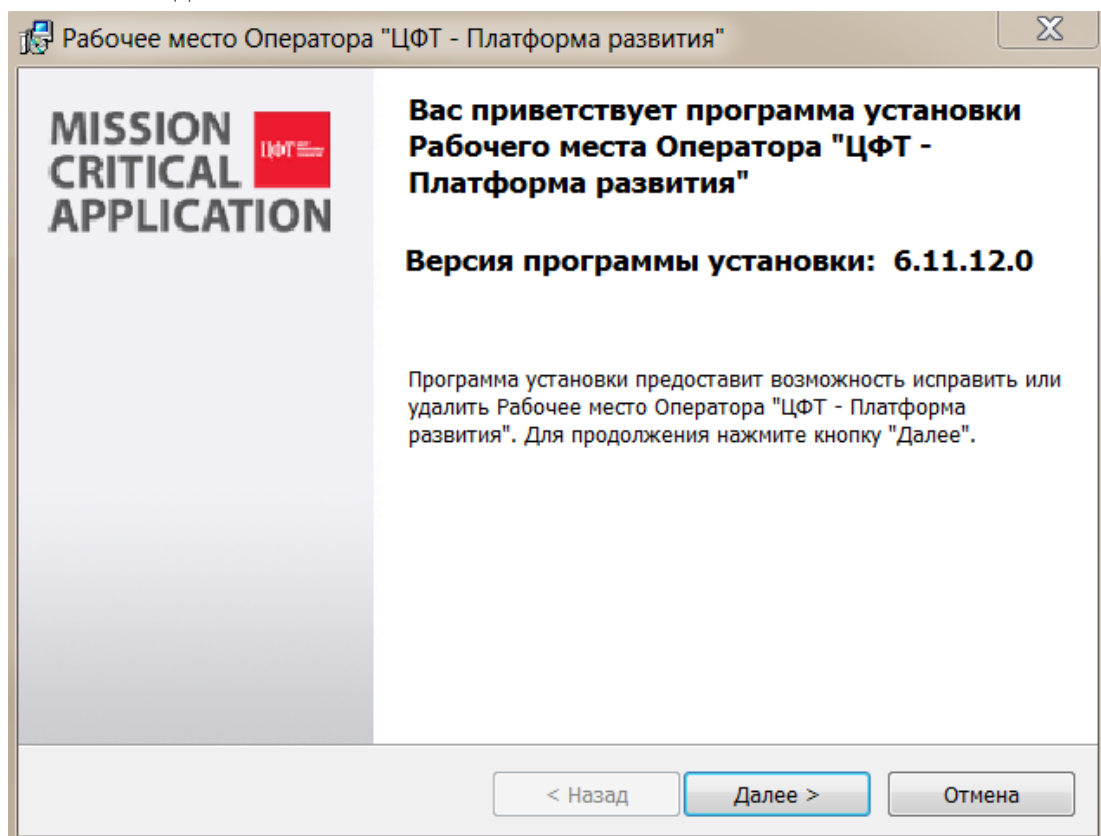 Рабочее место Оператора "ЦФТ - Платформа развития"
MISSION
CRITICAL
APPLICATION
ЦФТ
Вас приветствует программа установки
Рабочего места Оператора "ЦФТ -
Платформа развития"
Версия программы установки: 6.11.12.0
Программа установки предоставит возможность исправить или
удалить Рабочее место Оператора "ЦФТ - Платформа
развития". Для продолжения нажмите кнопку "Далее".
< Назад
Далее >
Отмена